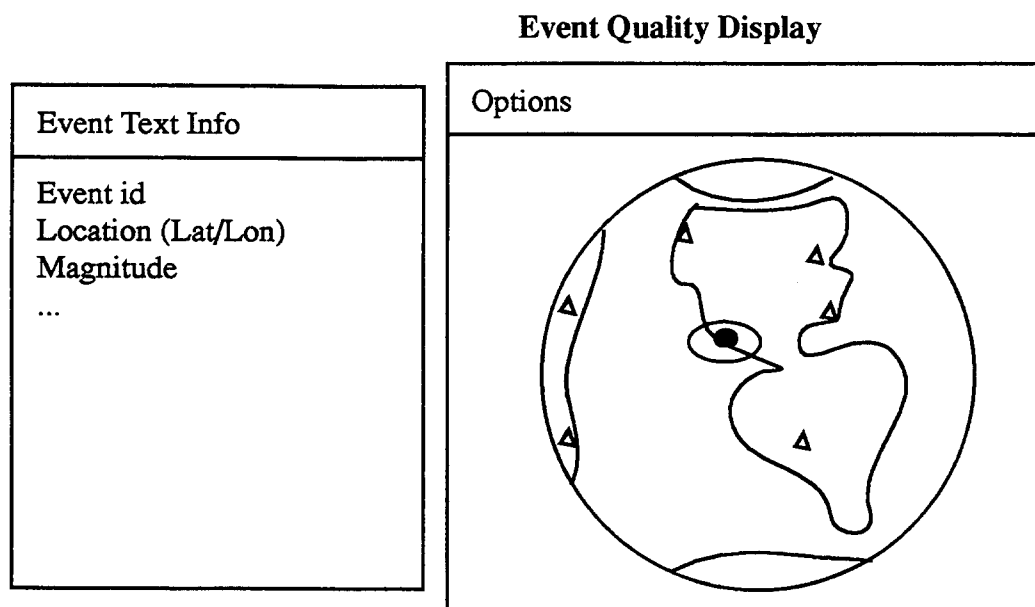 Event Quality Display
Event Text Info
Event id
Location (Lat/Lon)
Magnitude
...
Options